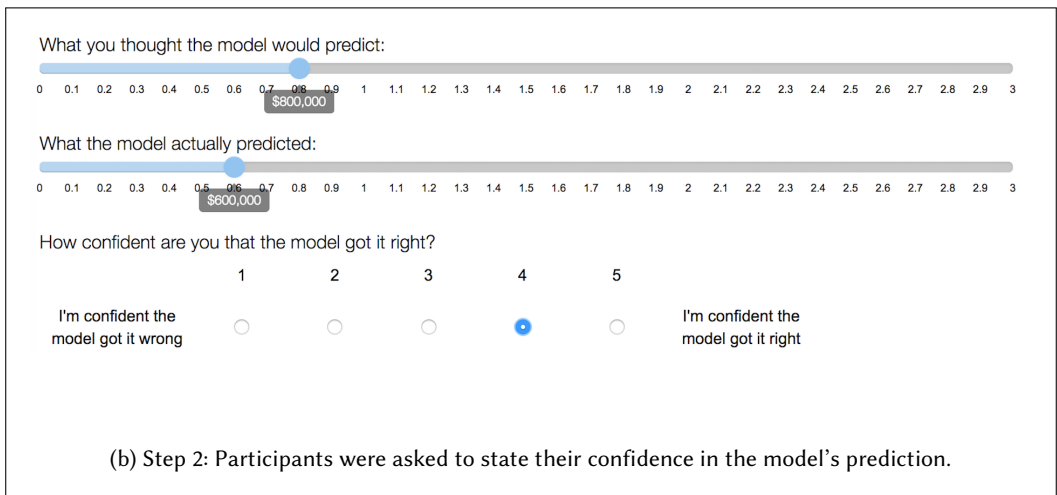 What you thought the model would predict:
0 0.1 0.2 0.3 0.4 0.5 0.6 0.7 0.8 0.9 1 1.1 1.2 1.3 1.4 1.5 1.6 1.7 1.8 1.9 2 2.1 2.2 2.3 2.4 2.5 2.6 2.7 2.8 2.9 3
$800,000
What the model actually predicted:
0 0.1 0.2 0.3 0.4 0.5 0.6 0.7 0.8 0.9 1 1.1 1.2 1.3 1.4 1.5 1.6 1.7 1.8 1.9 2 2.1 2.2 2.3 2.4 2.5 2.6 2.7 2.8 2.9 3
$600,000
How confident are you that the model got it right?
1 2 3 4 5
I'm confident the
model got it wrong
I'm confident the
model got it right
(b) Step 2: Participants were asked to state their confidence in the model's prediction.